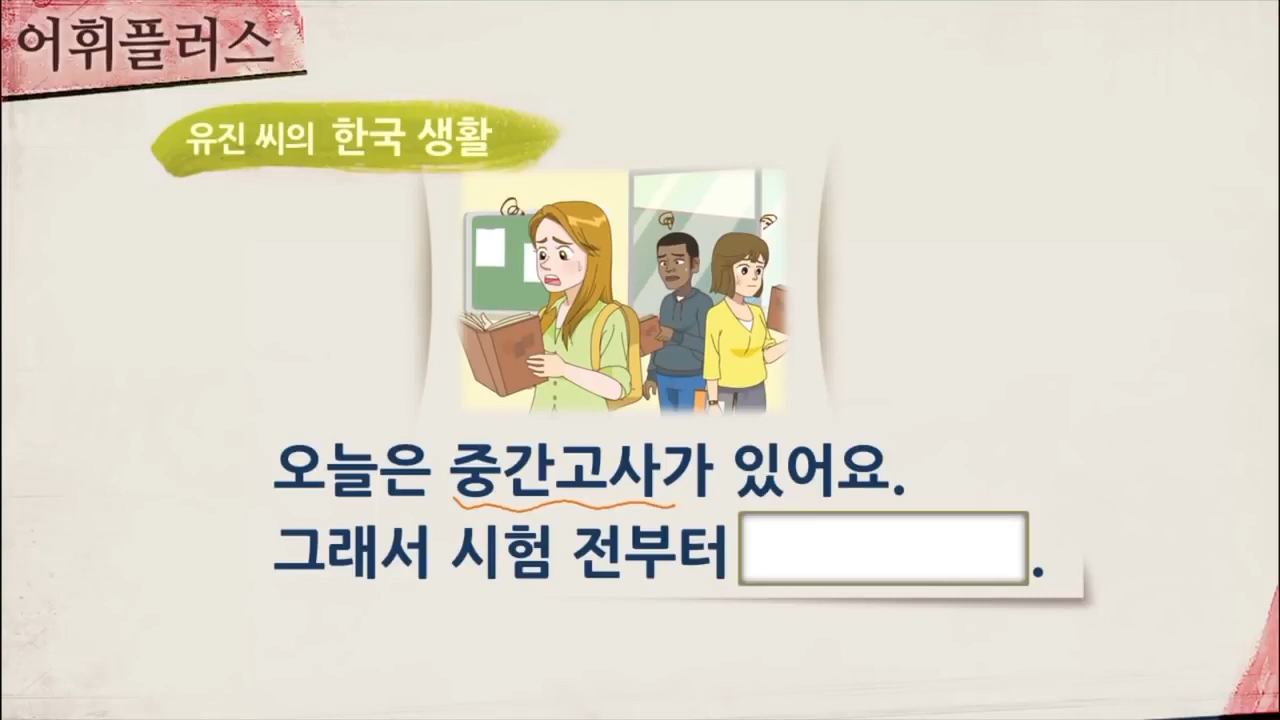 어휘플러스
유진 씨의 한국 생활
오늘은 중간고사가 있어요.
그래서 시험 전부터 .